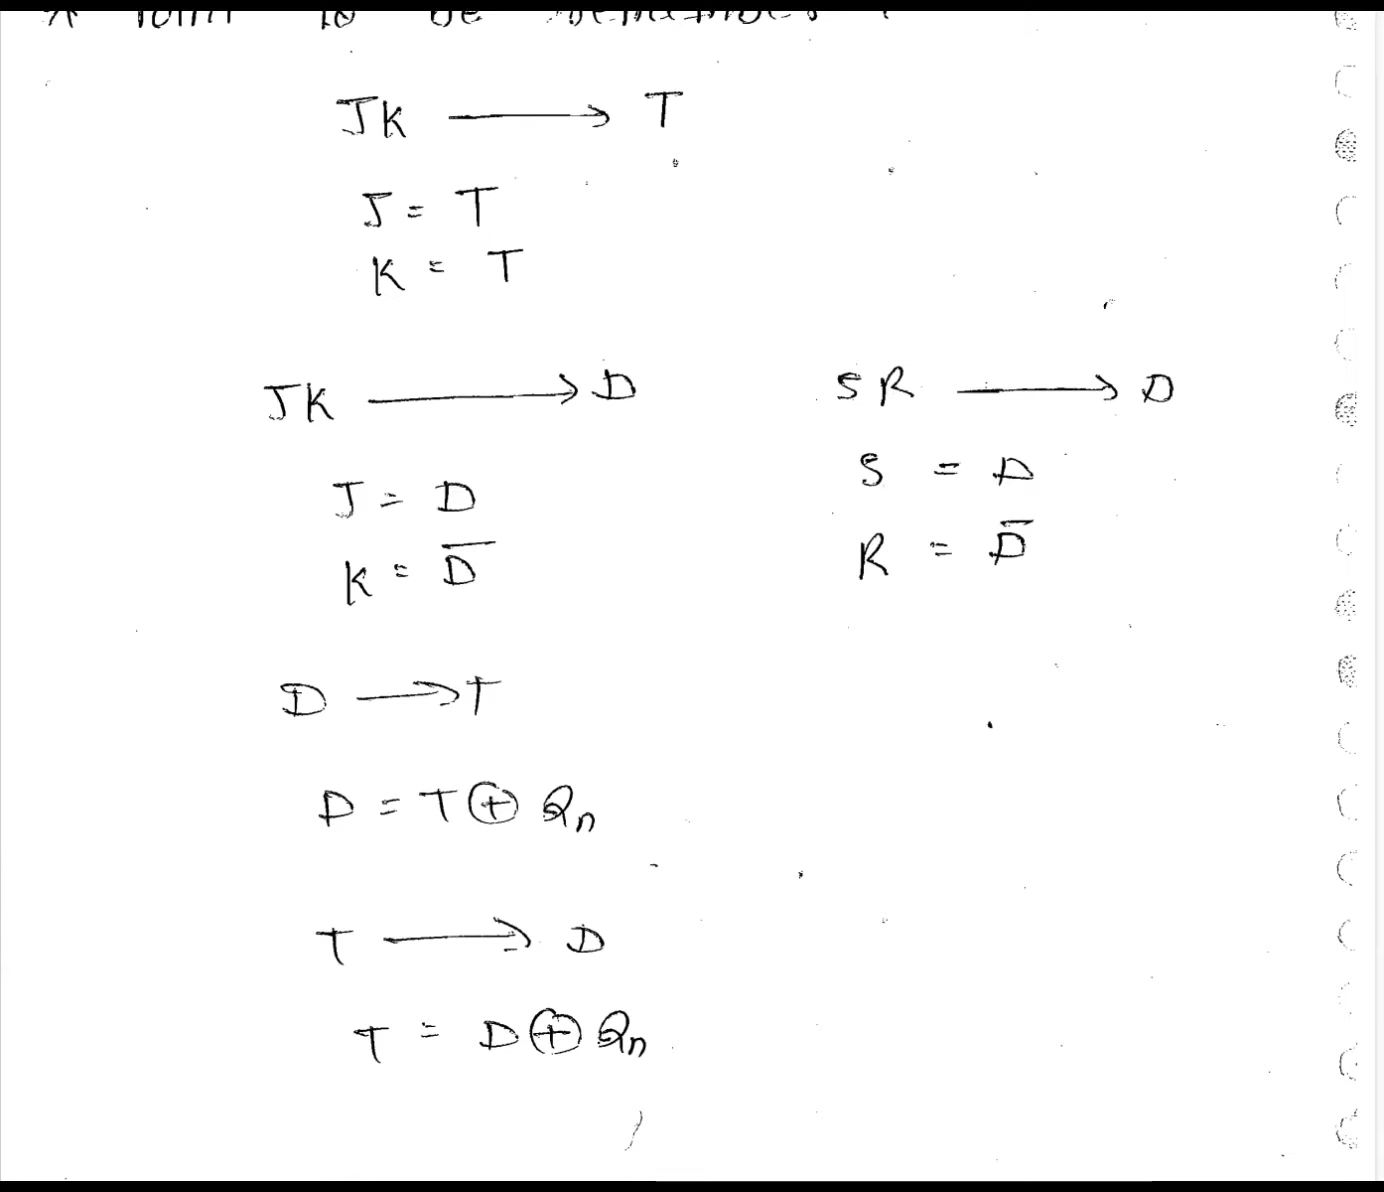 JK ⟶ T
J = T
K = T
JK ⟶ D
J = D
K = D̅
SR ⟶ D
S = D
R = D̅
D ⟶ T
D = T ⊕ Qn
T ⟶ D
T = D ⊕ Qn